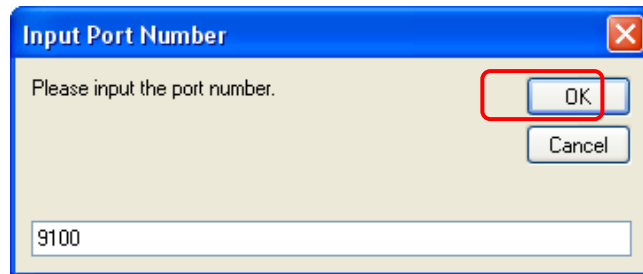 Input Port Number
Please input the port number.
OK
Cancel
9100